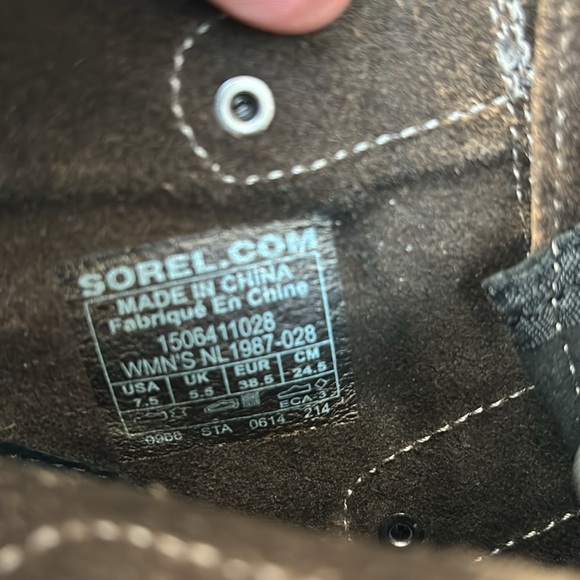 SOREL.COM
MADE IN CHINA
Fabriqué En Chine
1506411028
WMN'S NL1987-028
USA UK EUR CM
7.5 5.5 38.5 24.5
ECA-3
STA 0614 214